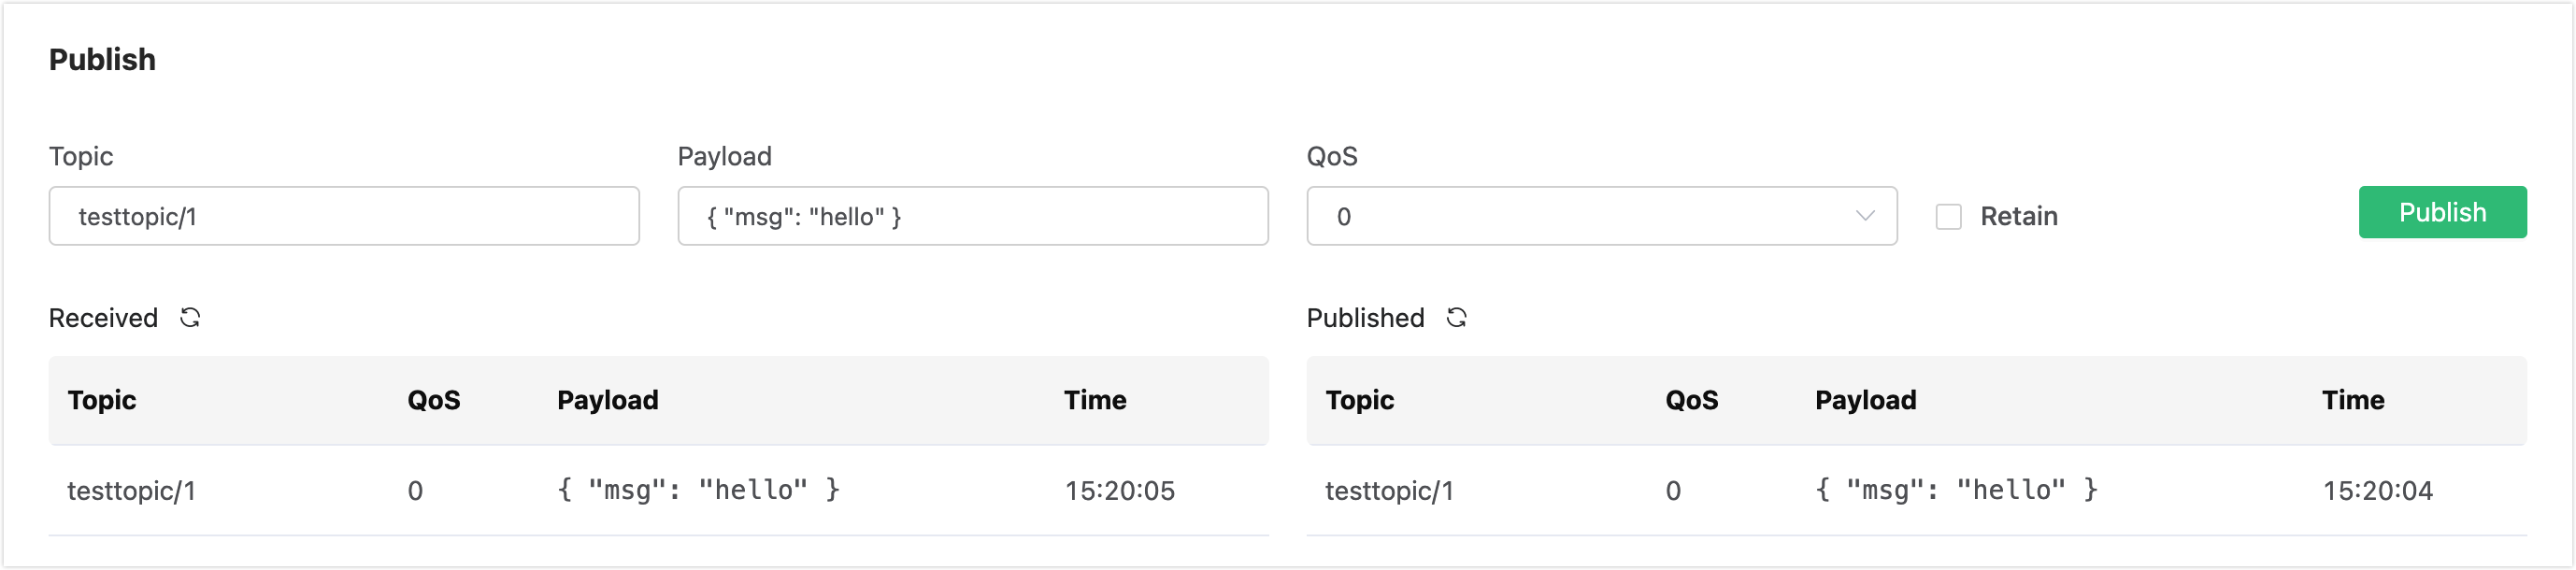 Publish
Topic Payload QoS
testtopic/1 { "msg": "hello" } 0 Retain Publish
Received Published
Topic QoS Payload Time Topic QoS Payload Time
testtopic/1 0 { "msg": "hello" } 15:20:05 testtopic/1 0 { "msg": "hello" } 15:20:04